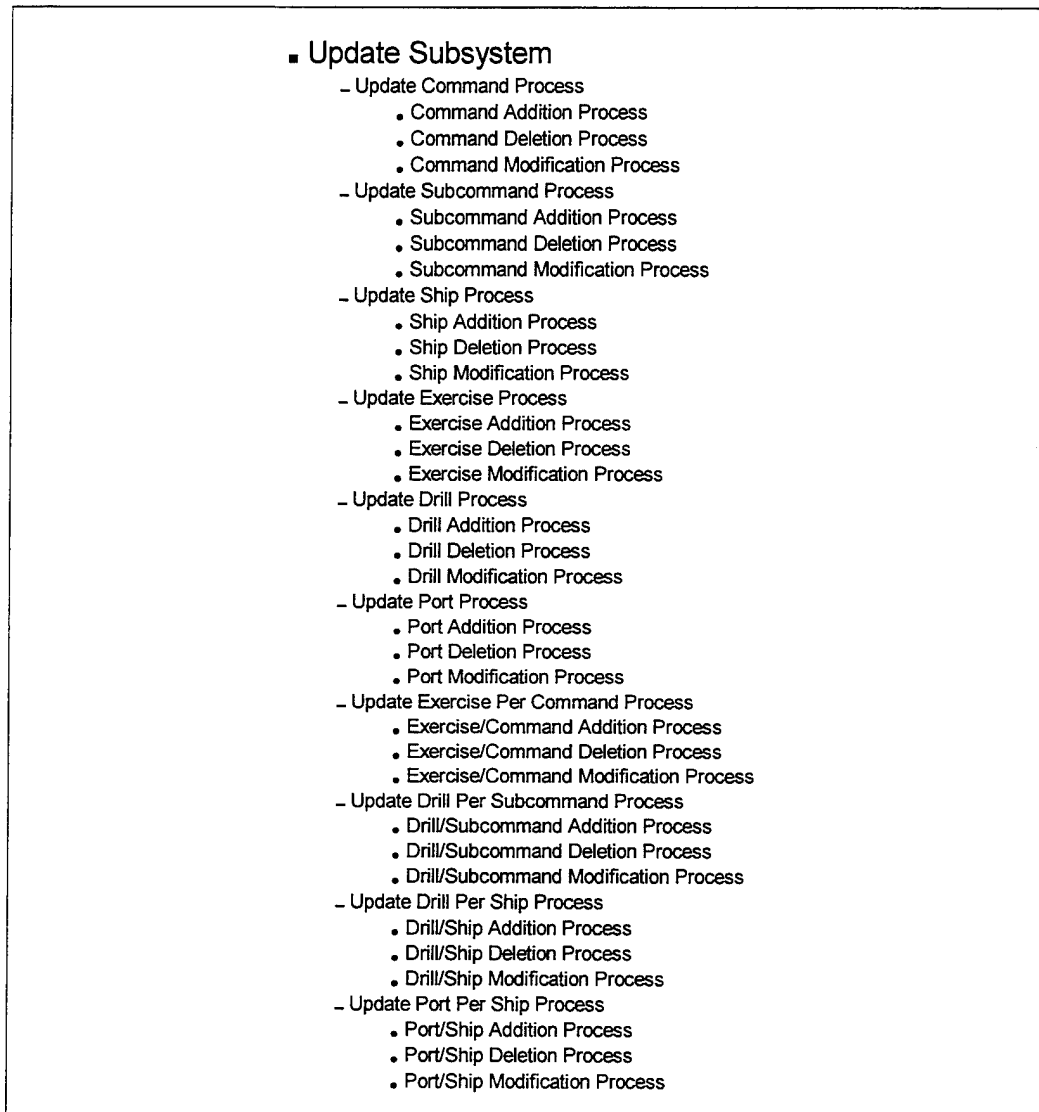 ▪ Update Subsystem
– Update Command Process
• Command Addition Process
• Command Deletion Process
• Command Modification Process
– Update Subcommand Process
• Subcommand Addition Process
• Subcommand Deletion Process
• Subcommand Modification Process
– Update Ship Process
• Ship Addition Process
• Ship Deletion Process
• Ship Modification Process
– Update Exercise Process
• Exercise Addition Process
• Exercise Deletion Process
• Exercise Modification Process
– Update Drill Process
• Drill Addition Process
• Drill Deletion Process
• Drill Modification Process
– Update Port Process
• Port Addition Process
• Port Deletion Process
• Port Modification Process
– Update Exercise Per Command Process
• Exercise/Command Addition Process
• Exercise/Command Deletion Process
• Exercise/Command Modification Process
– Update Drill Per Subcommand Process
• Drill/Subcommand Addition Process
• Drill/Subcommand Deletion Process
• Drill/Subcommand Modification Process
– Update Drill Per Ship Process
• Drill/Ship Addition Process
• Drill/Ship Deletion Process
• Drill/Ship Modification Process
– Update Port Per Ship Process
• Port/Ship Addition Process
• Port/Ship Deletion Process
• Port/Ship Modification Process